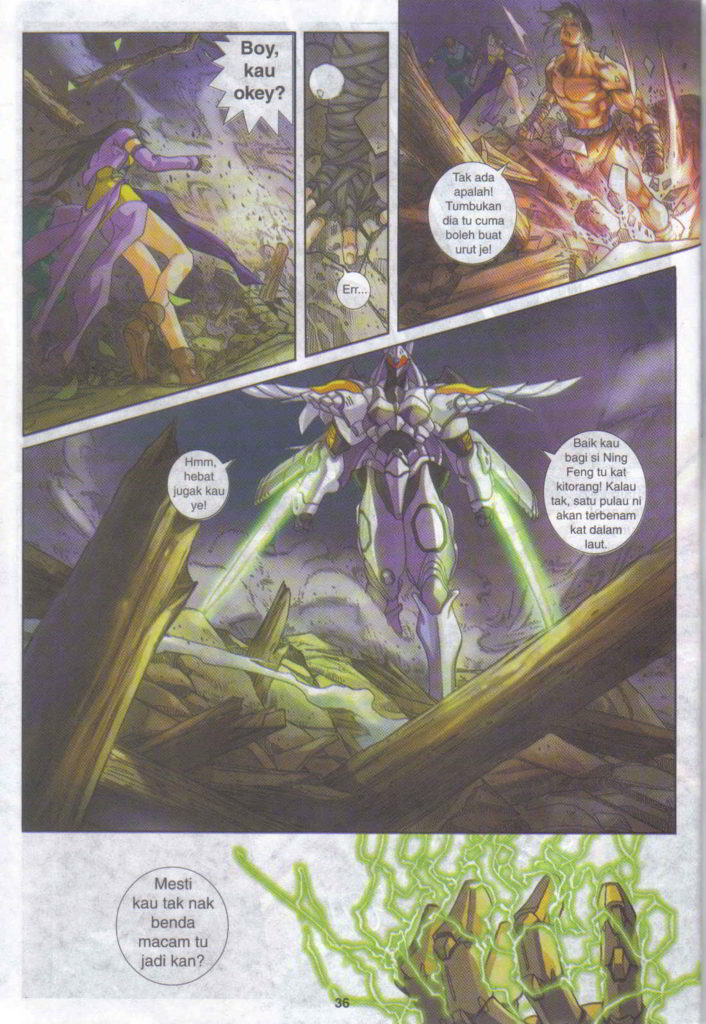 Boy,
kau
okey?
Err...
Tak ada
apalah!
Tumbukan
dia tu cuma
boleh buat
urut je!
Hmm,
hebat
jugak kau
ye!
Baik kau
bagi si Ning
Feng tu kat
kitorang! Kalau
tak, satu pulau ni
akan terbenam
kat dalam
laut.
Mesti
kau tak nak
benda
macam tu
jadi kan?
36